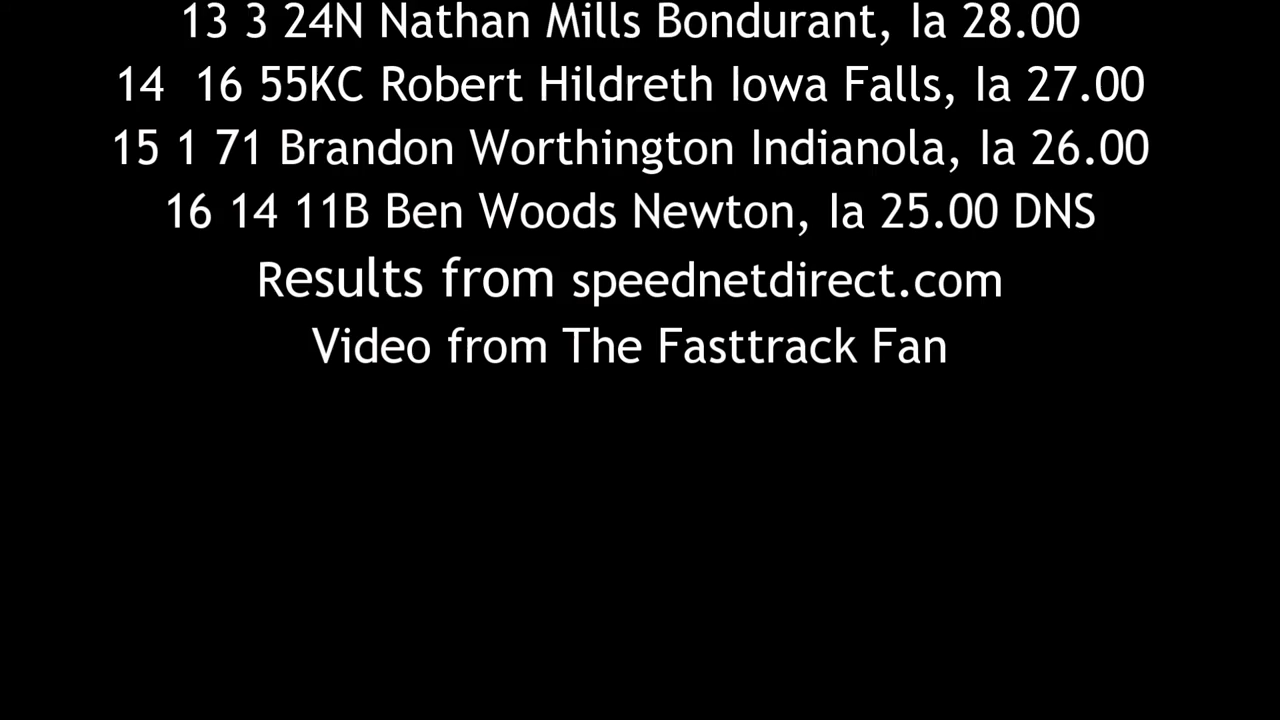 13 3 24N Nathan Mills Bondurant, Ia 28.00
14  16 55KC Robert Hildreth Iowa Falls, Ia 27.00
15 1 71 Brandon Worthington Indianola, Ia 26.00
16 14 11B Ben Woods Newton, Ia 25.00 DNS
Results from speednetdirect.com
Video from The Fasttrack Fan